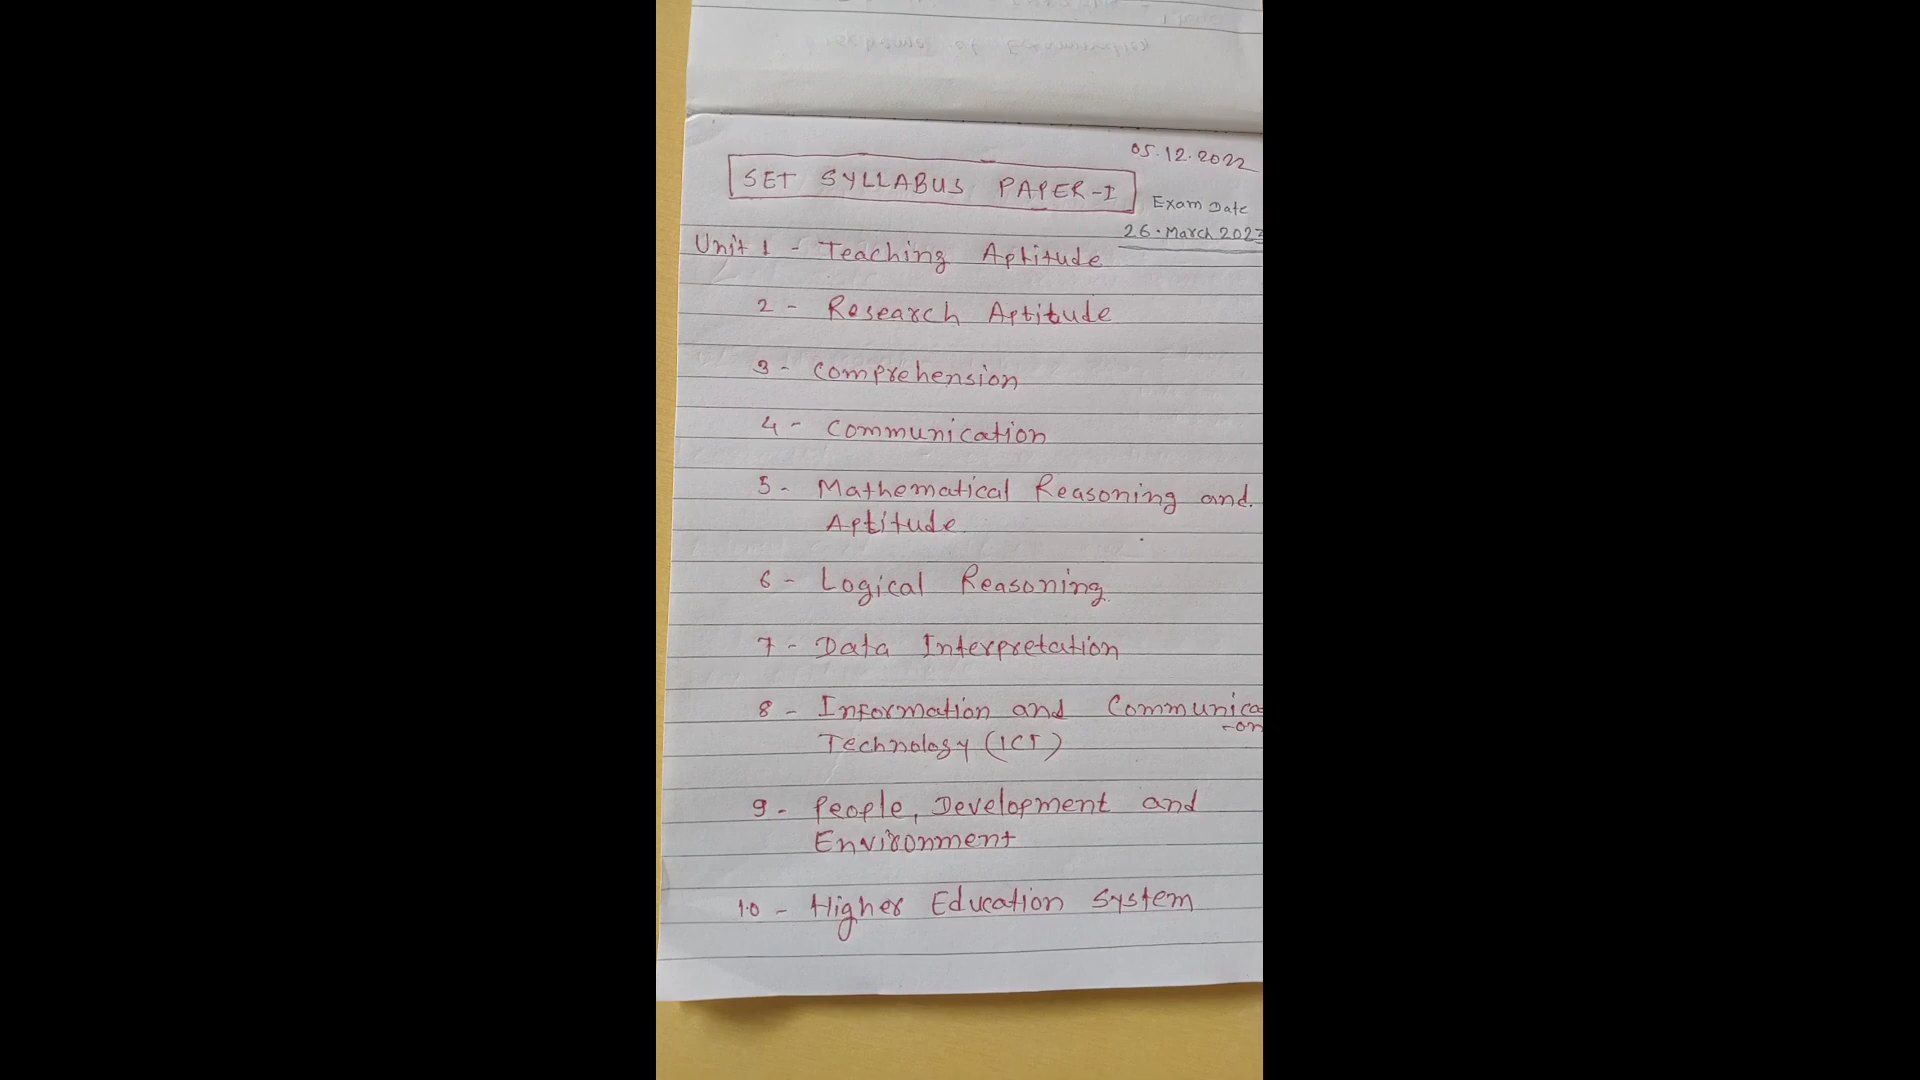 05.12.2022
SET SYLLABUS PAPER-I
Exam Date
26.March 2023
Unit 1 - Teaching Aptitude
2 - Research Aptitude
3 - Comprehension
4 - Communication
5 - Mathematical Reasoning and
Aptitude
6 - Logical Reasoning
7 - Data Interpretation
8 - Information and Communica
-on
Technology (ICT)
9 - People, Development and
Environment
10 - Higher Education System